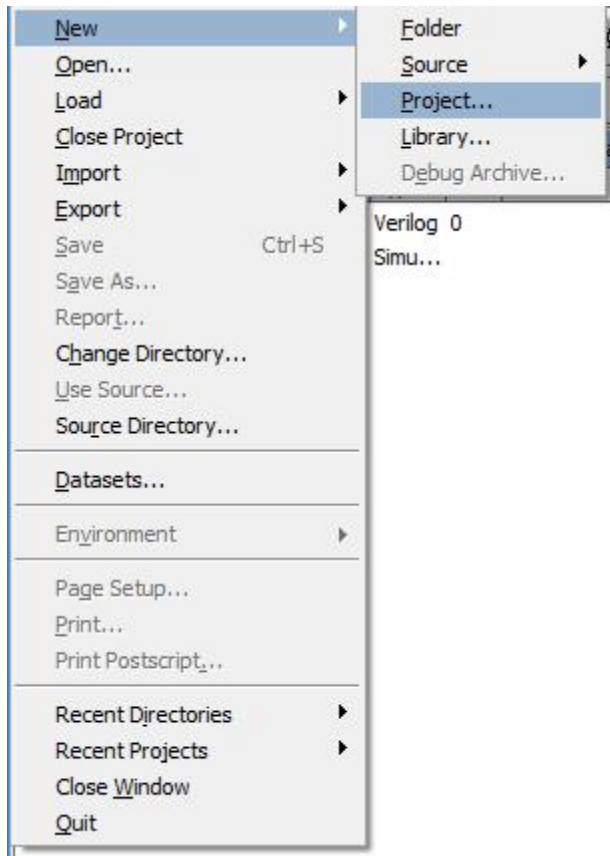 New
Open...
Load
Close Project
Import
Export
Save Ctrl+S
Save As...
Report...
Change Directory...
Use Source...
Source Directory...
Datasets...
Environment
Page Setup...
Print...
Print Postscript...
Recent Directories
Recent Projects
Close Window
Quit
Folder
Source
Project...
Library...
Debug Archive...
Verilog 0
Simu...